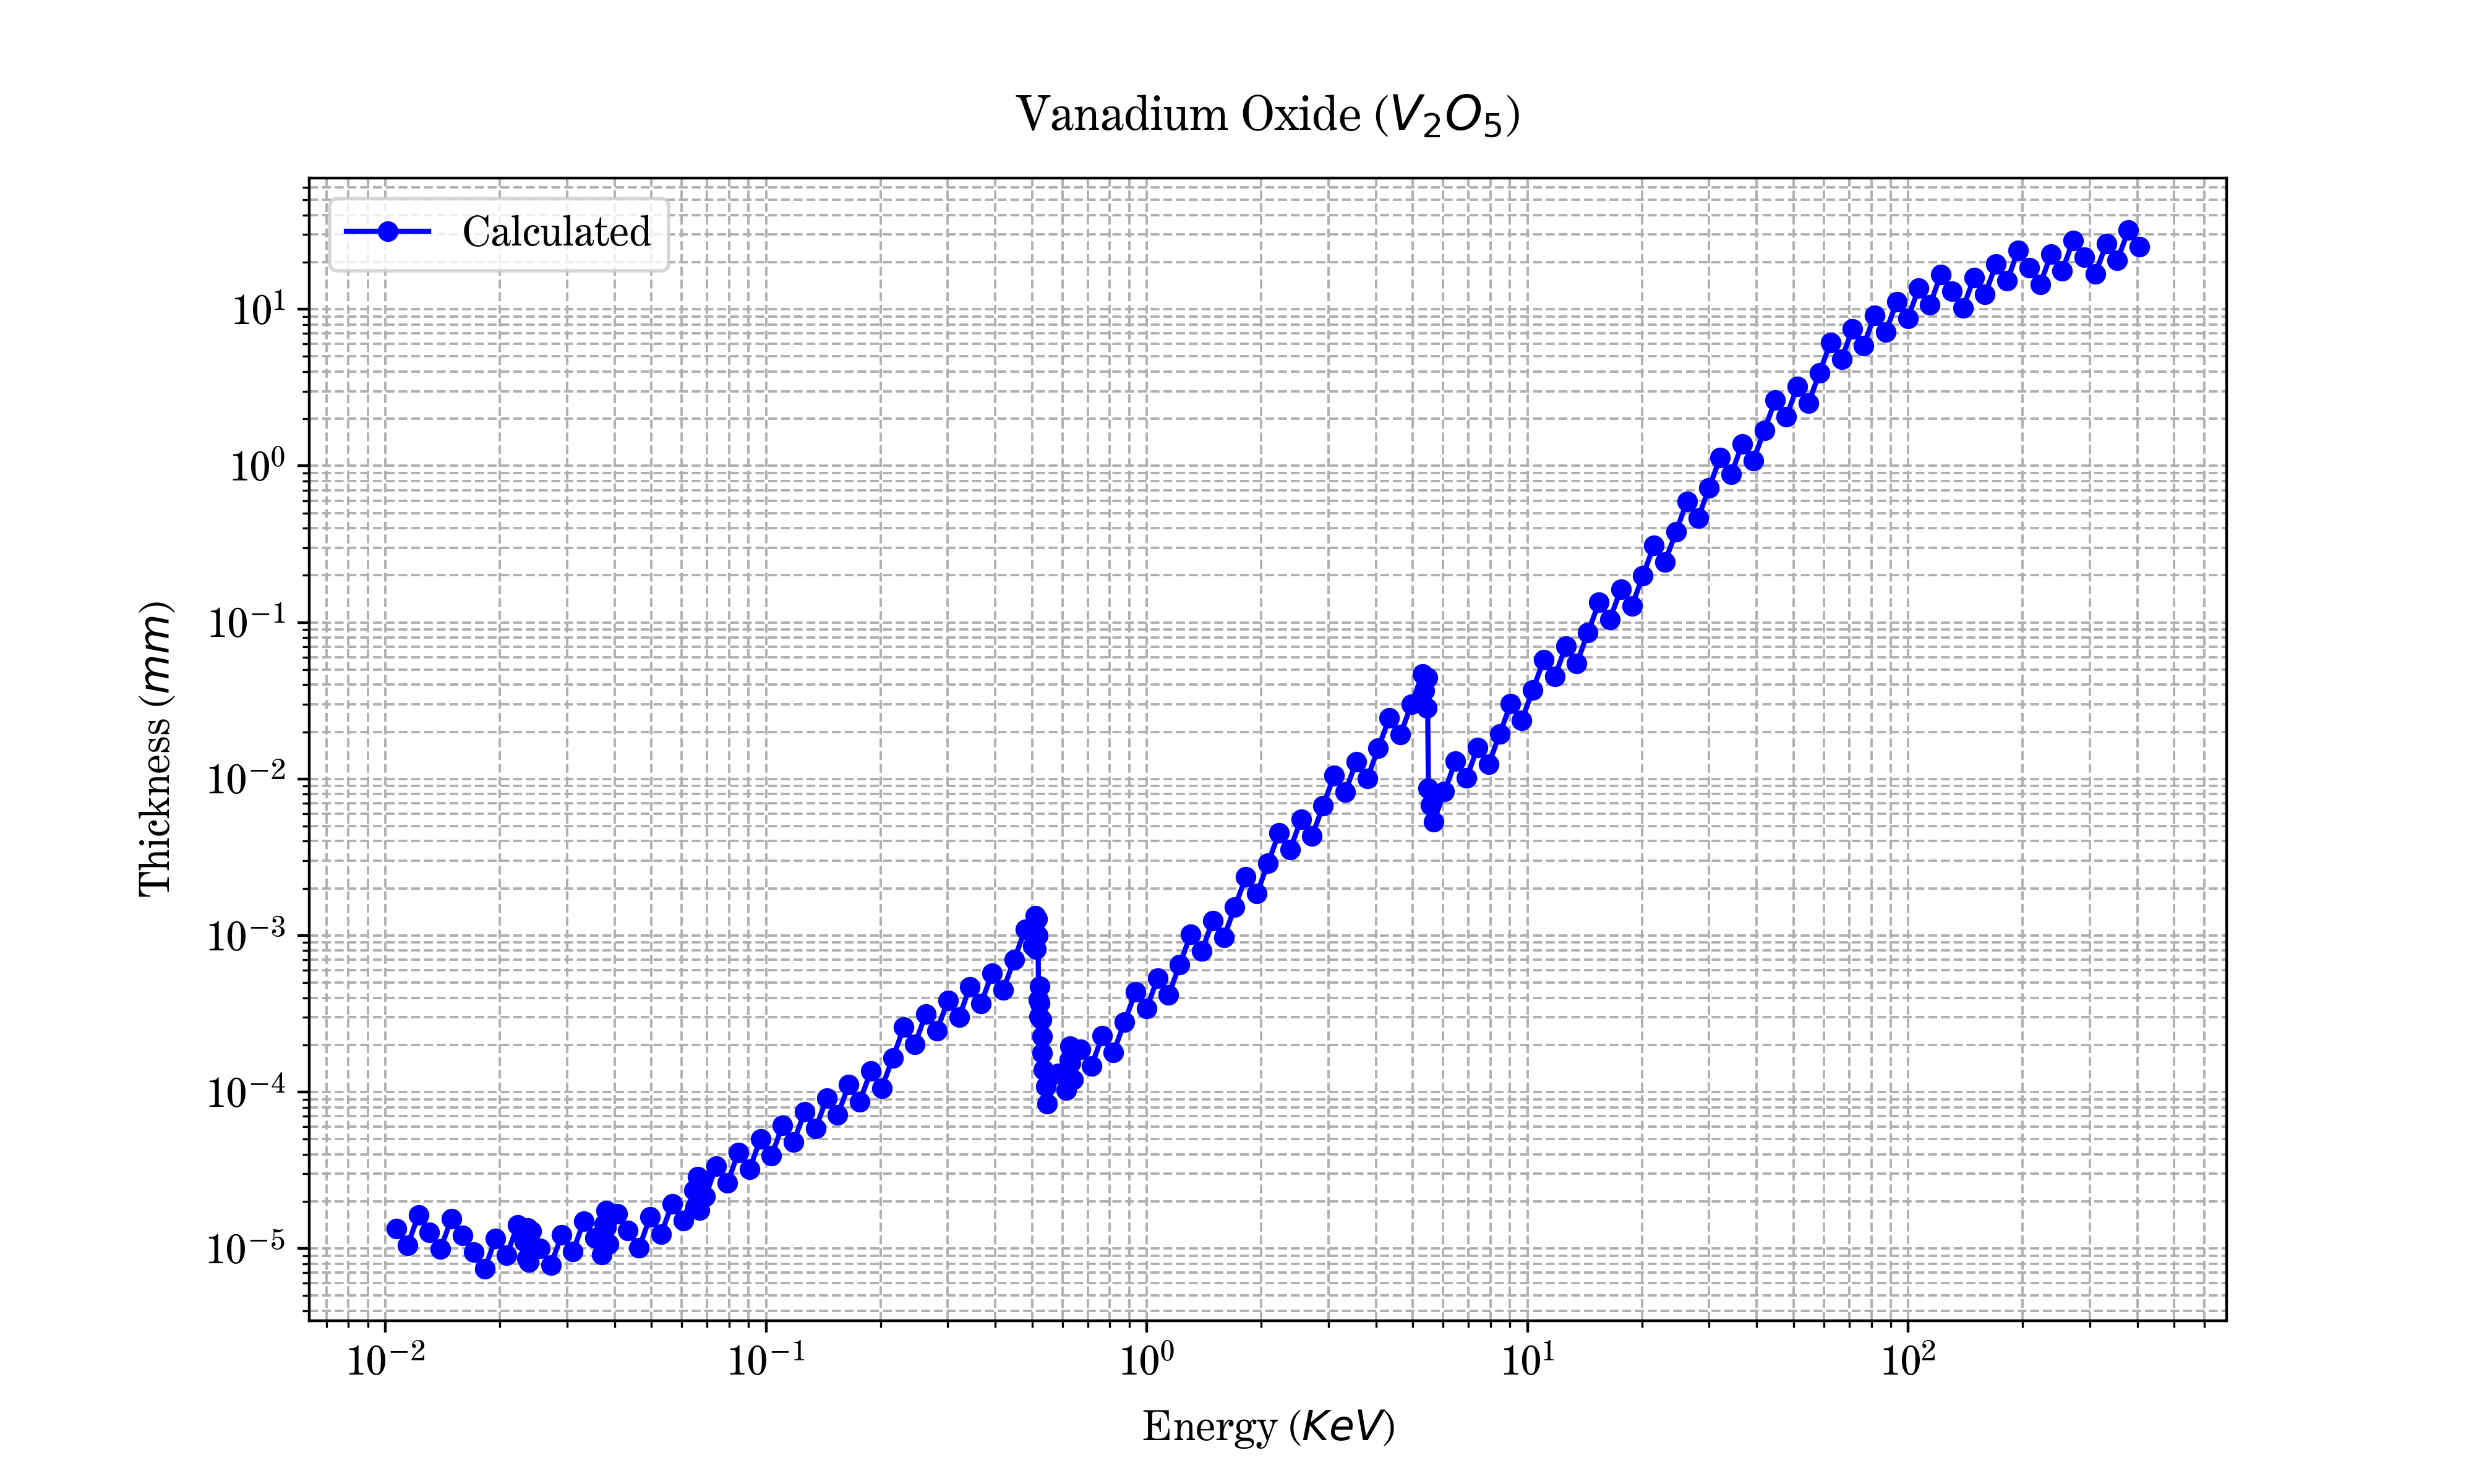 Vanadium Oxide (V₂O₅)
Calculated
Thickness (mm)
10¹
10⁰
10⁻¹
10⁻²
10⁻³
10⁻⁴
10⁻⁵
10⁻² 10⁻¹ 10⁰ 10¹ 10²
Energy (KeV)